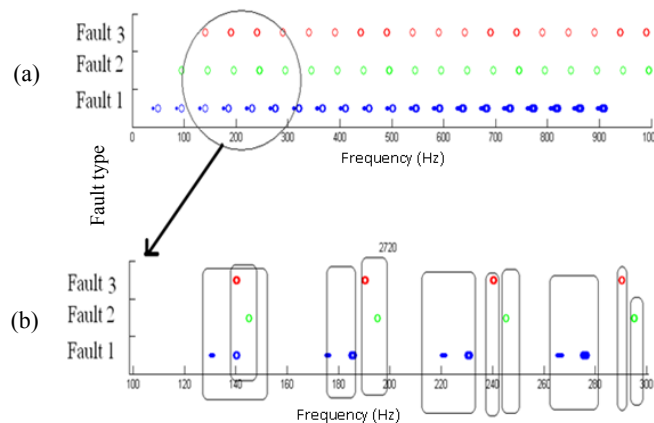 Fault 3
(a)
Fault 2
Fault 1
0 100 200 300 400 500 600 700 800 900 1000
Frequency (Hz)
Fault type
2720
Fault 3
(b)
Fault 2
Fault 1
100 120 140 160 180 199 220 240 260 280 300
Frequency (Hz)